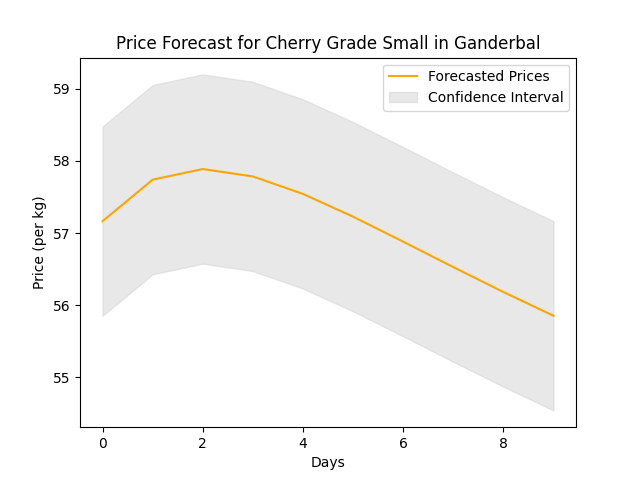 Price Forecast for Cherry Grade Small in Ganderbal
Forecasted Prices
Confidence Interval
59
58
57
56
55
Price (per kg)
0 2 4 6 8
Days